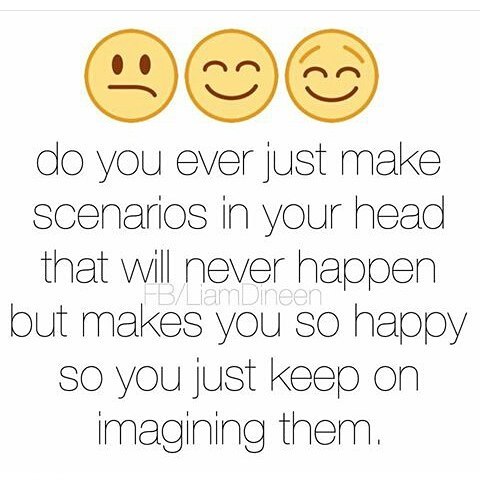 do you ever just make
scenarios in your head
that will never happen
FB/LiamDineen
but makes you so happy
so you just keep on
imagining them.